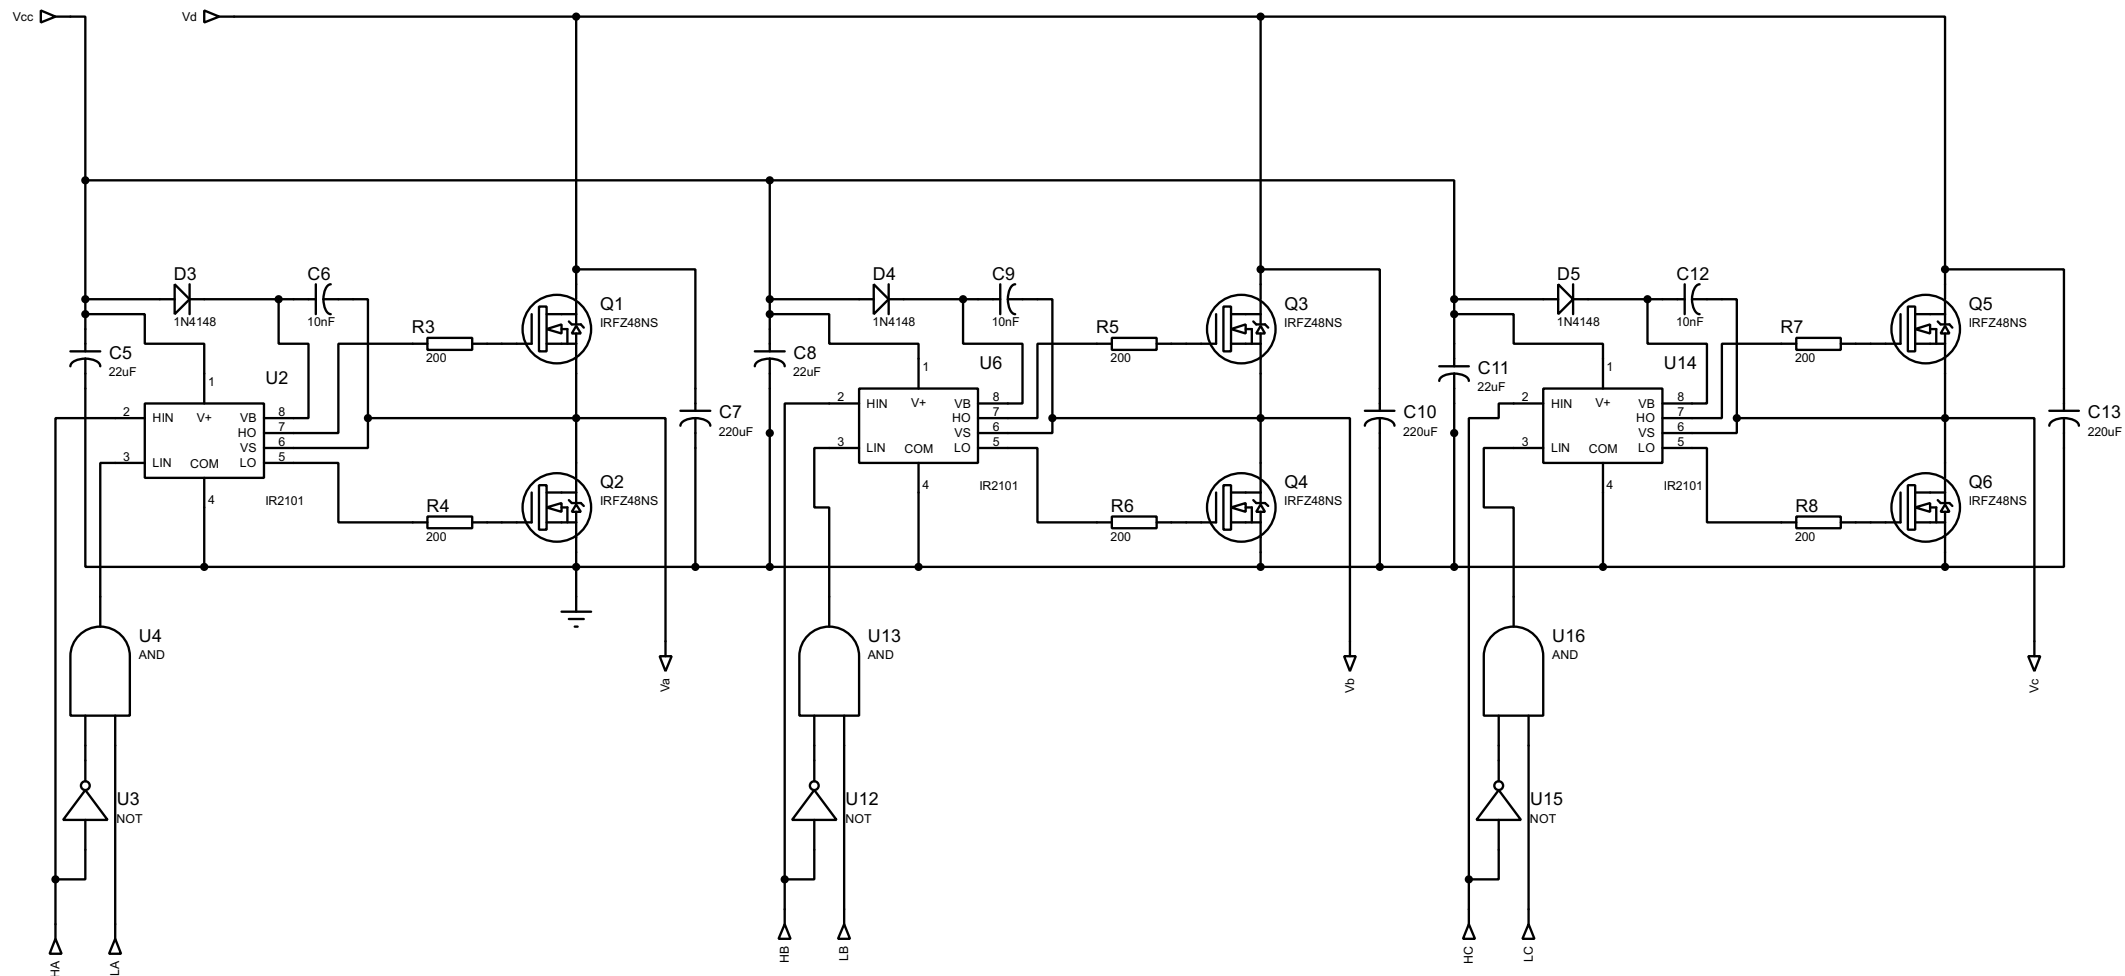 Vcc
Vd
D3
1N4148
C6
10nF
Q1
IRFZ48NS
R3
200
C5
22uF
U2
1
2
HIN
V+
VB
8
HO
7
VS
6
3
LIN
COM
LO
5
4
IR2101
C7
220uF
Q2
IRFZ48NS
R4
200
U4
AND
Va
U3
NOT
HA
LA
D4
1N4148
C9
10nF
Q3
IRFZ48NS
R5
200
C8
22uF
U6
1
2
HIN
V+
VB
8
HO
7
VS
6
3
LIN
COM
LO
5
4
IR2101
C10
220uF
Q4
IRFZ48NS
R6
200
U13
AND
Vb
U12
NOT
HB
LB
D5
1N4148
C12
10nF
Q5
IRFZ48NS
R7
200
C11
22uF
U14
1
2
HIN
V+
VB
8
HO
7
VS
6
3
LIN
COM
LO
5
4
IR2101
C13
220uF
Q6
IRFZ48NS
R8
200
U16
AND
Vc
U15
NOT
HC
LC